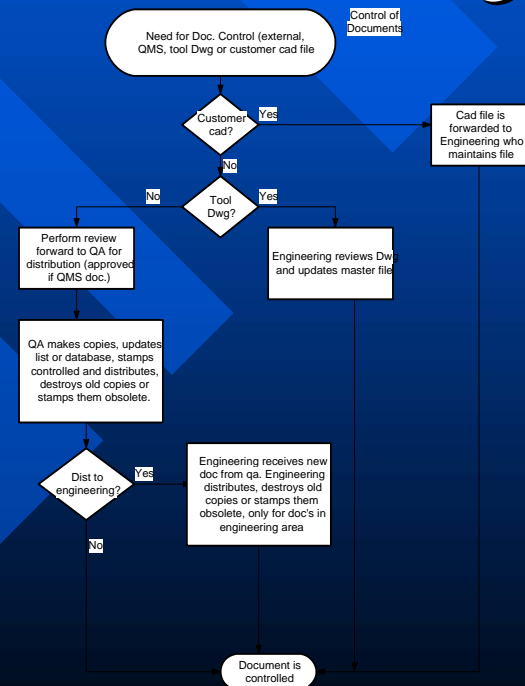 Control of
Documents
Need for Doc. Control (external,
QMS, tool Dwg or customer cad file
Customer
cad?
Yes
Cad file is
forwarded to
Engineering who
maintains file
No
Tool
Dwg?
No
Yes
Perform review
forward to QA for
distribution (approved
if QMS doc.)
Engineering reviews Dwg
and updates master file
QA makes copies, updates
list or database, stamps
controlled and distributes,
destroys old copies or
stamps them obsolete.
Dist to
engineering?
Yes
Engineering receives new
doc from qa. Engineering
distributes, destroys old
copies or stamps them
obsolete, only for doc's in
engineering area
No
Document is
controlled